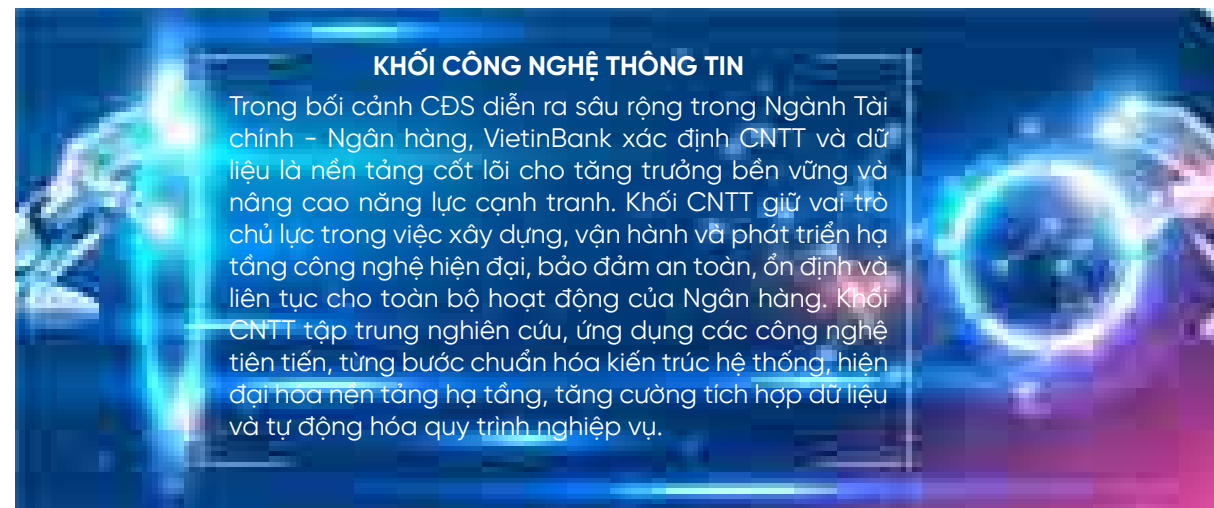 KHỐI CÔNG NGHỆ THÔNG TIN
Trong bối cảnh CĐS diễn ra sâu rộng trong Ngành Tài
chính - Ngân hàng, VietinBank xác định CNTT và dữ
liệu là nền tảng cốt lõi cho tăng trưởng bền vững và
nâng cao năng lực cạnh tranh. Khối CNTT giữ vai trò
chủ lực trong việc xây dựng, vận hành và phát triển hạ
tầng công nghệ hiện đại, bảo đảm an toàn, ổn định và
liên tục cho toàn bộ hoạt động của Ngân hàng. Khối
CNTT tập trung nghiên cứu, ứng dụng các công nghệ
tiên tiến, từng bước chuẩn hóa kiến trúc hệ thống, hiện
đại hóa nền tảng hạ tầng, tăng cường tích hợp dữ liệu
và tự động hóa quy trình nghiệp vụ.